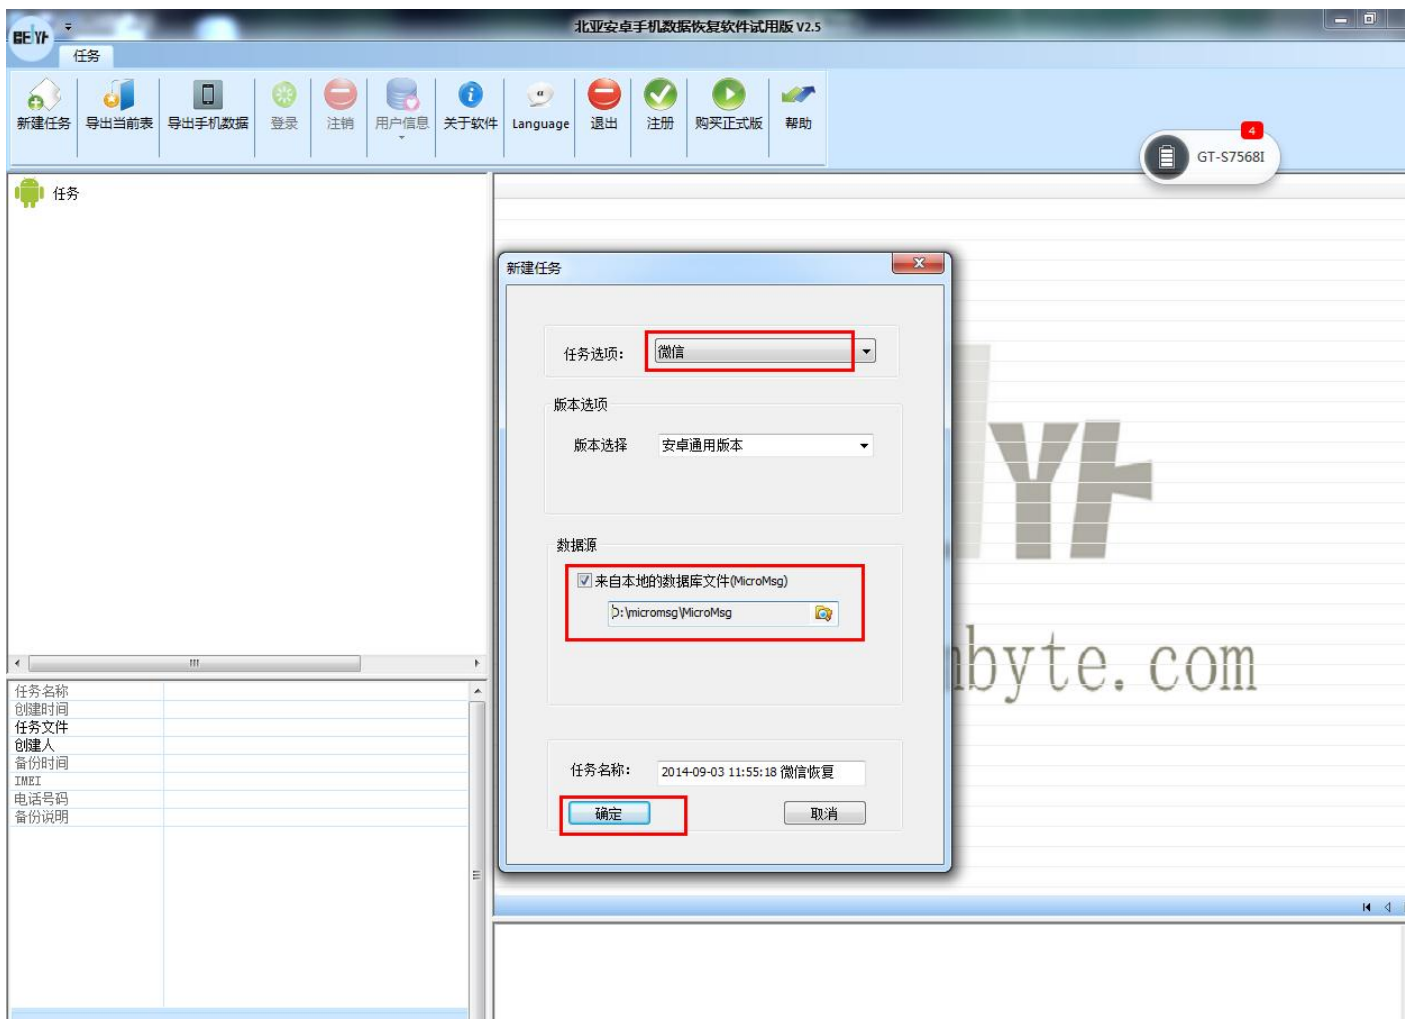 北亚安卓手机数据恢复软件试用版 V2.5
任务
新建任务 导出当前表 导出手机数据 登录 注销 用户信息 关于软件 Language 退出 注册 购买正式版 帮助
4
GT-S7568I
任务
新建任务
任务选项: 微信
版本选项
版本选择 安卓通用版本
数据源
来自本地的数据库文件(MicroMsg)
D:\micromsg\MicroMsg
任务名称: 2014-09-03 11:55:18 微信恢复
确定 取消
任务名称
创建时间
任务文件
创建人
备份时间
IMEI
电话号码
备份说明
byte.com